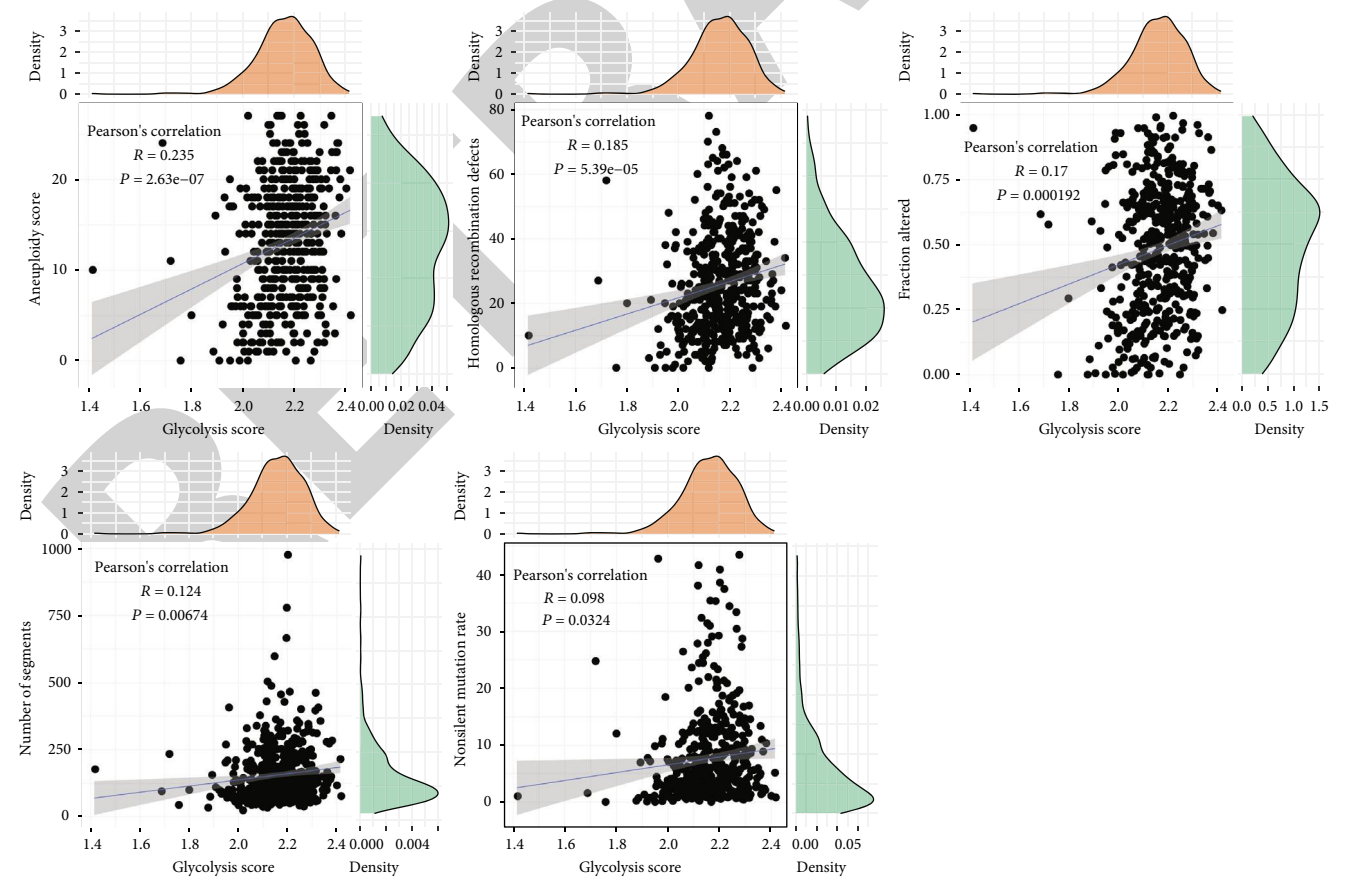 Density
3
2
1
0
Aneuploidy score
20
10
0
Pearson's correlation
R = 0.235
P = 2.63e−07
1.4 1.6 1.8 2.0 2.2 2.4
Glycolysis score
0.00 0.02 0.04
Density
Density
3
2
1
0
Homologous recombination defects
80
60
40
20
0
Pearson's correlation
R = 0.185
P = 5.39e−05
1.4 1.6 1.8 2.0 2.2 2.4
Glycolysis score
0.00 0.01 0.02
Density
Density
3
2
1
0
Fraction altered
1.00
0.75
0.50
0.25
0.00
Pearson's correlation
R = 0.17
P = 0.000192
1.4 1.6 1.8 2.0 2.2 2.4
Glycolysis score
0.0 0.5 1.0 1.5
Density
Density
3
2
1
0
Number of segments
1000
750
500
250
0
Pearson's correlation
R = 0.124
P = 0.00674
1.4 1.6 1.8 2.0 2.2 2.4
Glycolysis score
0.000 0.004
Density
Density
3
2
1
0
Nonsilent mutation rate
40
30
20
10
0
Pearson's correlation
R = 0.098
P = 0.0324
1.4 1.6 1.8 2.0 2.2 2.4
Glycolysis score
0.00 0.05
Density